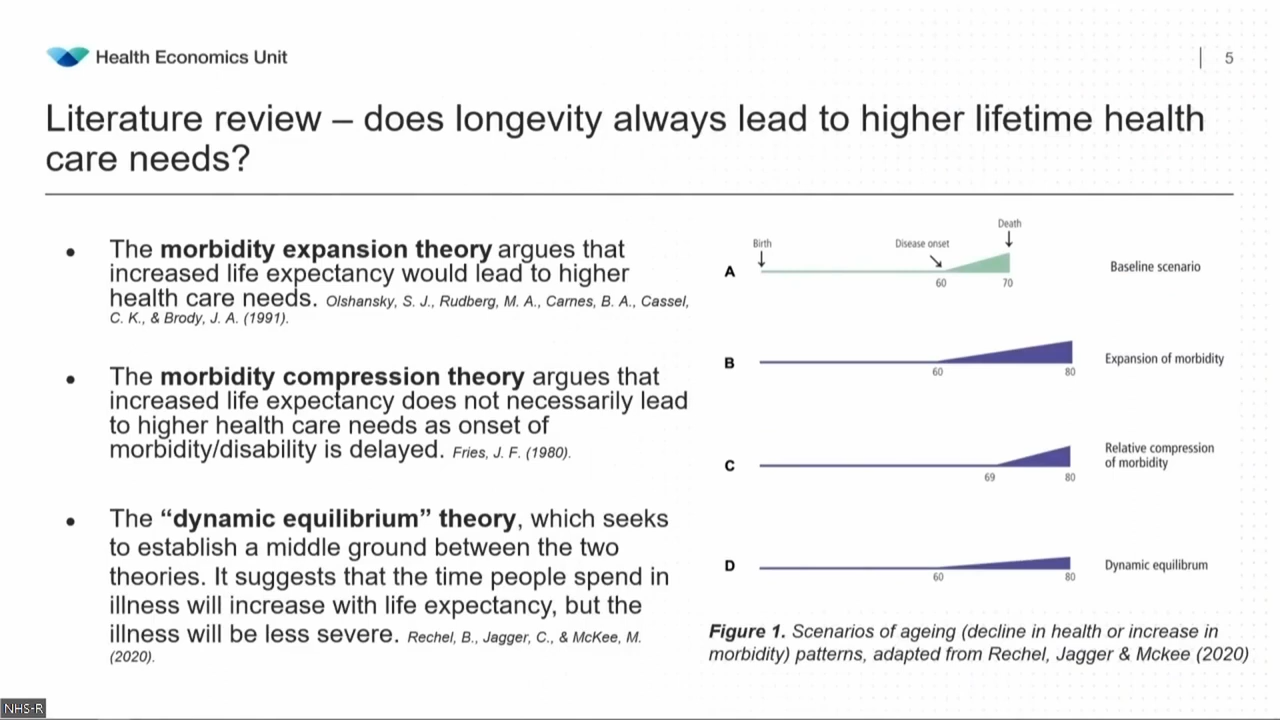 Health Economics Unit
5
Literature review – does longevity always lead to higher lifetime health
care needs?
• The morbidity expansion theory argues that
increased life expectancy would lead to higher
health care needs. Olshansky, S. J., Rudberg, M. A., Carnes, B. A., Cassel,
C. K., & Brody, J. A. (1991).
• The morbidity compression theory argues that
increased life expectancy does not necessarily lead
to higher health care needs as onset of
morbidity/disability is delayed. Fries, J. F. (1980).
• The “dynamic equilibrium” theory, which seeks
to establish a middle ground between the two
theories. It suggests that the time people spend in
illness will increase with life expectancy, but the
illness will be less severe. Rechel, B., Jagger, C., & McKee, M.
(2020).
Death
Birth
Disease onset
A
Baseline scenario
60
70
B
Expansion of morbidity
60
80
C
Relative compression
of morbidity
69
80
D
Dynamic equilibrum
60
80
Figure 1. Scenarios of ageing (decline in health or increase in
morbidity) patterns, adapted from Rechel, Jagger & Mckee (2020)
NHS-R